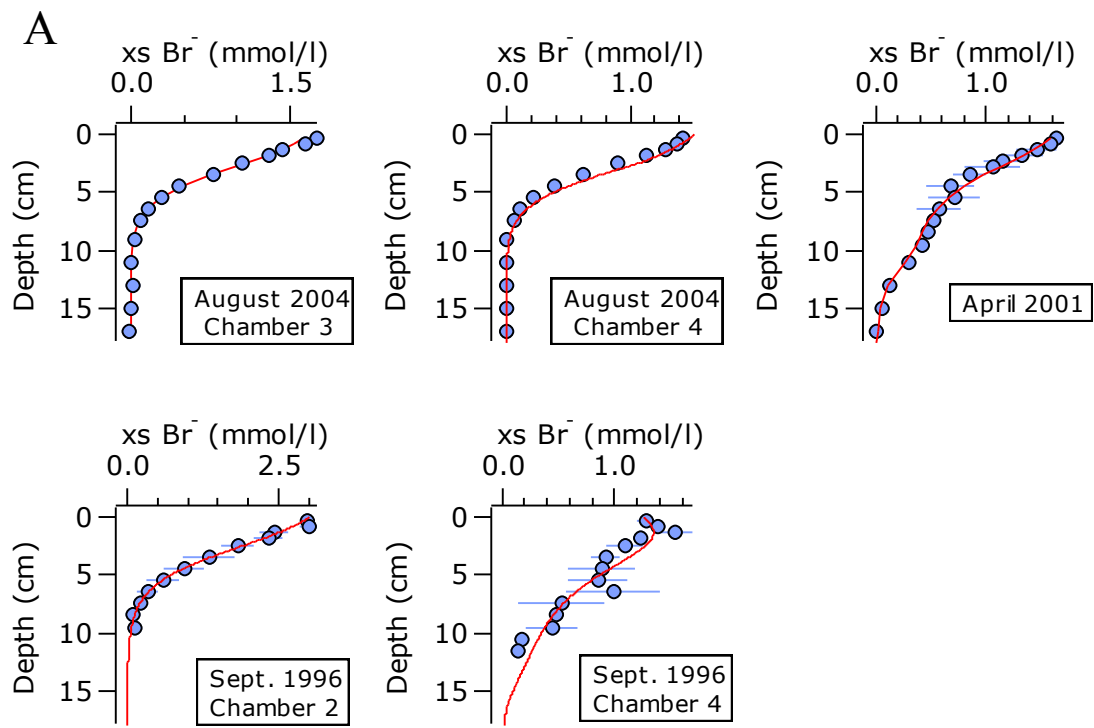 A
xs Br⁻ (mmol/l)
0.0 1.5
0
5
10
15
Depth (cm)
August 2004
Chamber 3
xs Br⁻ (mmol/l)
0.0 1.0
0
5
10
15
Depth (cm)
August 2004
Chamber 4
xs Br⁻ (mmol/l)
0.0 1.0
0
5
10
15
Depth (cm)
April 2001
xs Br⁻ (mmol/l)
0.0 2.5
0
5
10
15
Depth (cm)
Sept. 1996
Chamber 2
xs Br⁻ (mmol/l)
0.0 1.0
0
5
10
15
Depth (cm)
Sept. 1996
Chamber 4